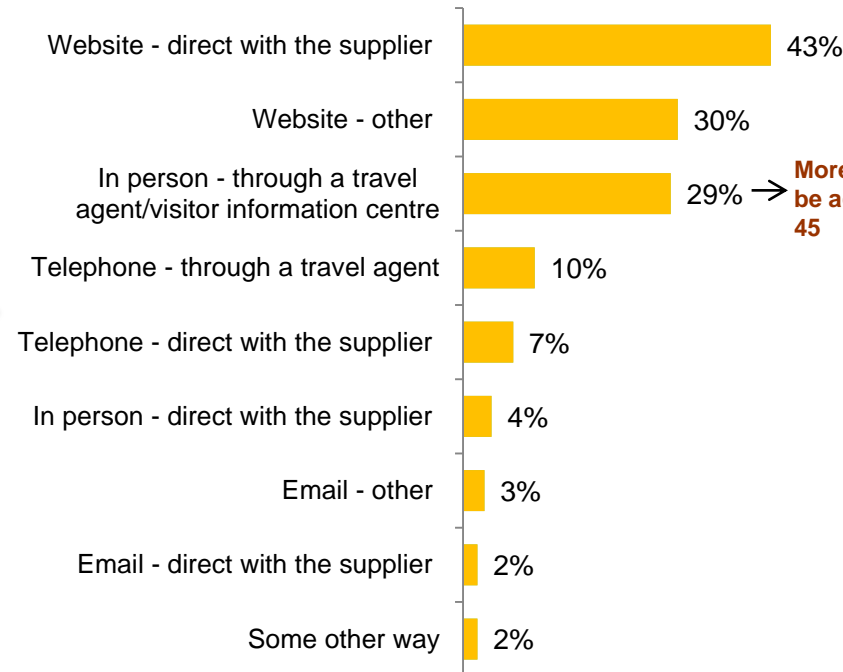 Website - direct with the supplier 43%
Website - other 30%
In person - through a travel
agent/visitor information centre 29% → More
be a
45
Telephone - through a travel agent 10%
Telephone - direct with the supplier 7%
In person - direct with the supplier 4%
Email - other 3%
Email - direct with the supplier 2%
Some other way 2%